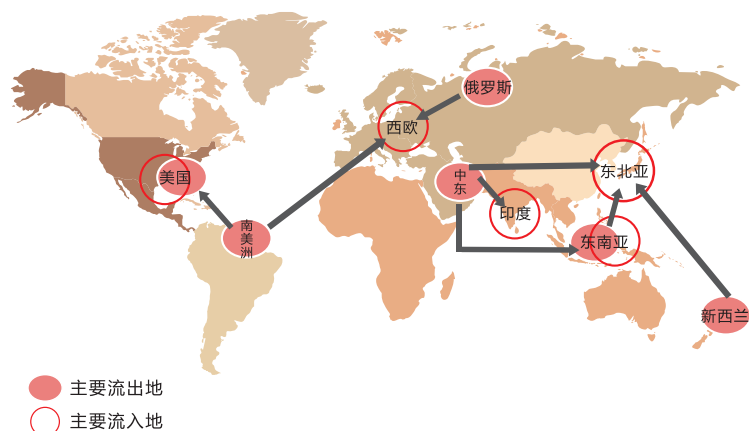 俄罗斯
西欧
美国
中
东
东北亚
印度
南
美
洲
东南亚
新西兰
主要流出地
主要流入地